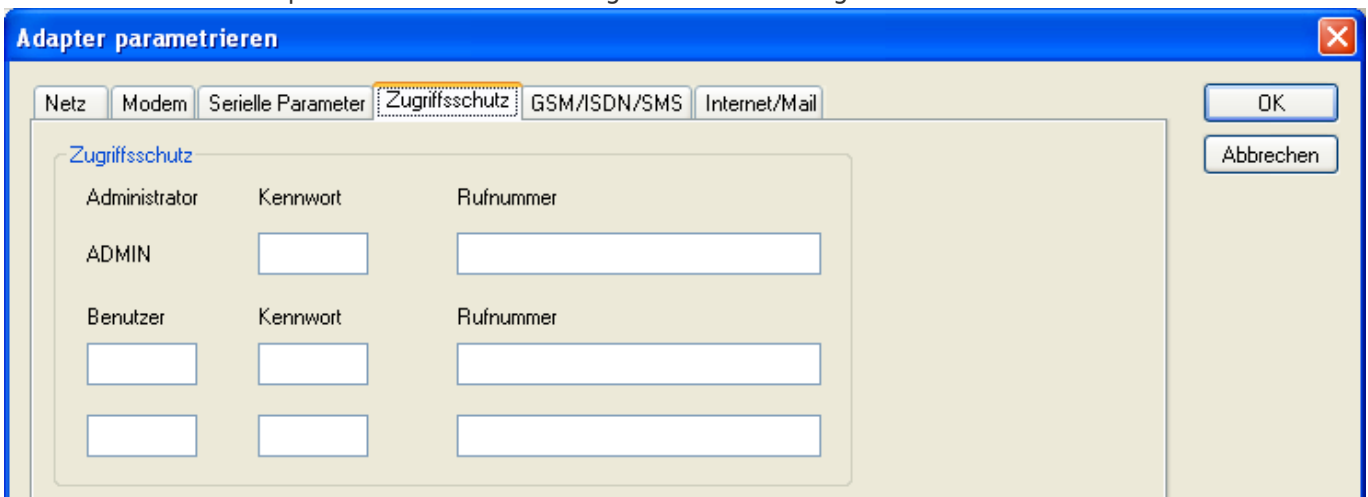 Adapter parametrieren
Netz Modem Serielle Parameter Zugriffsschutz GSM/ISDN/SMS Internet/Mail
OK
Abbrechen
Zugriffsschutz
Administrator Kennwort Rufnummer
ADMIN
Benutzer Kennwort Rufnummer